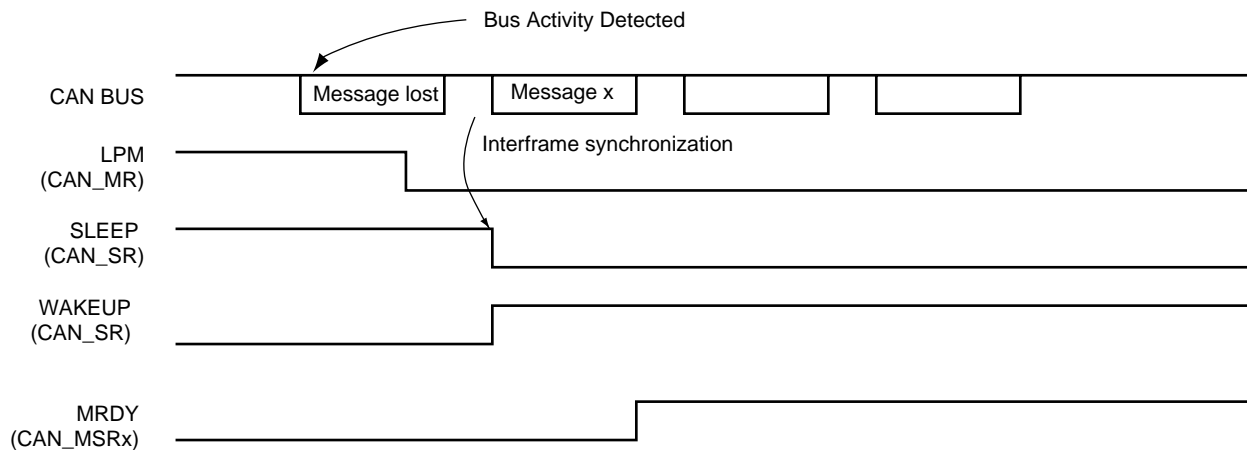 Bus Activity Detected
CAN BUS
Message lost
Message x
Interframe synchronization
LPM
(CAN_MR)
SLEEP
(CAN_SR)
WAKEUP
(CAN_SR)
MRDY
(CAN_MSRx)